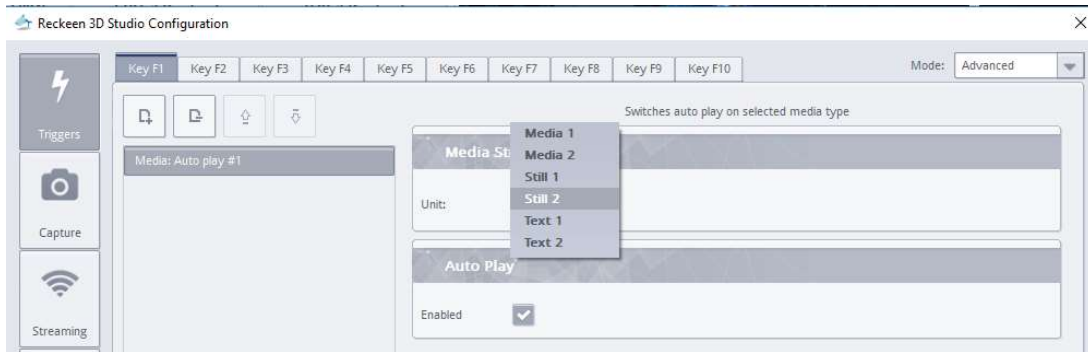 Reckeen 3D Studio Configuration
Key F1 Key F2 Key F3 Key F4 Key F5 Key F6 Key F7 Key F8 Key F9 Key F10
Mode: Advanced
Triggers
Capture
Streaming
Media: Auto play #1
Switches auto play on selected media type
Media St
Unit:
Media 1
Media 2
Still 1
Still 2
Text 1
Text 2
Auto Play
Enabled